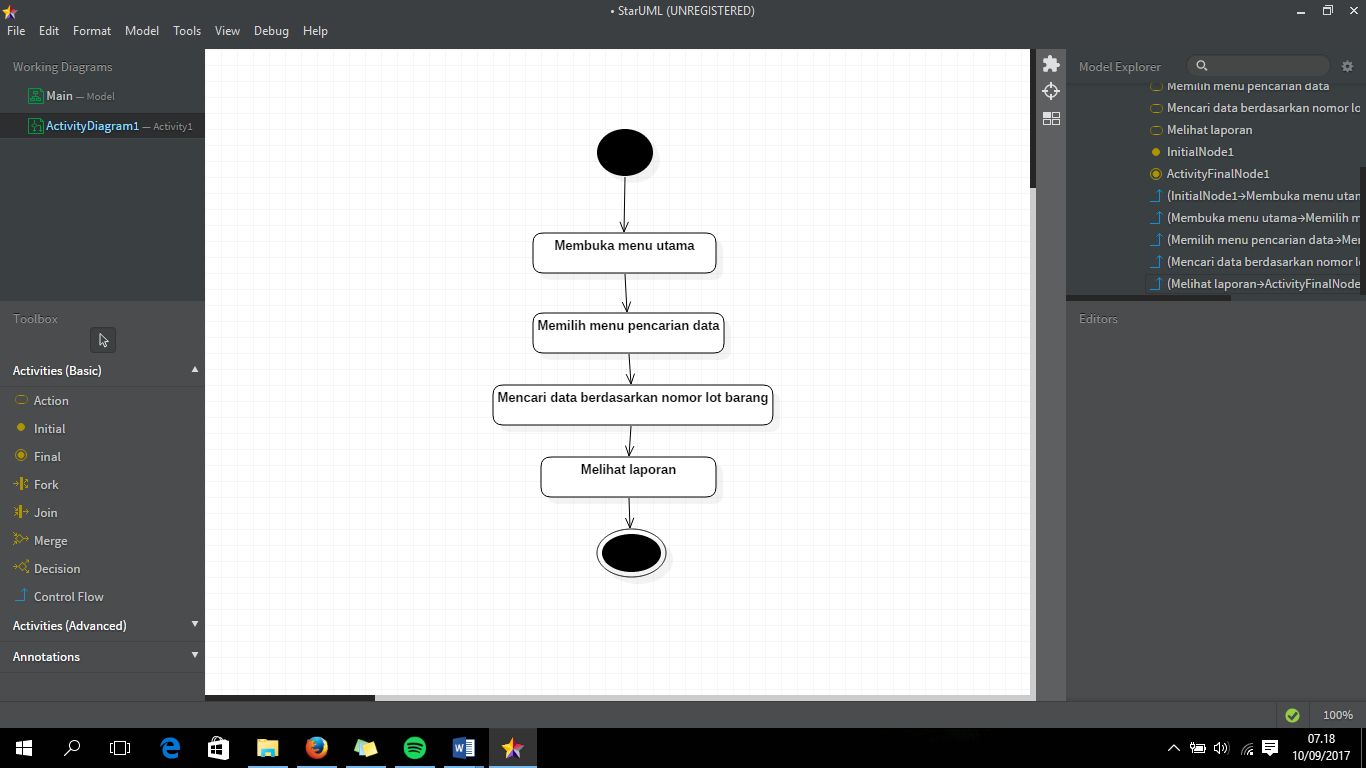 • StarUML (UNREGISTERED)
File Edit Format Model Tools View Debug Help
Working Diagrams
Main — Model
ActivityDiagram1 — Activity1
Toolbox
Activities (Basic)
Action
Initial
Final
Fork
Join
Merge
Decision
Control Flow
Activities (Advanced)
Annotations
Membuka menu utama
Memilih menu pencarian data
Mencari data berdasarkan nomor lot barang
Melihat laporan
Model Explorer
Memilih menu pencarian data
Mencari data berdasarkan nomor lo
Melihat laporan
InitialNode1
ActivityFinalNode1
(InitialNode1→Membuka menu utam
(Membuka menu utama→Memilih m
(Memilih menu pencarian data→Mer
(Mencari data berdasarkan nomor l
(Melihat laporan→ActivityFinalNode
Editors
100%
07.18
10/09/2017